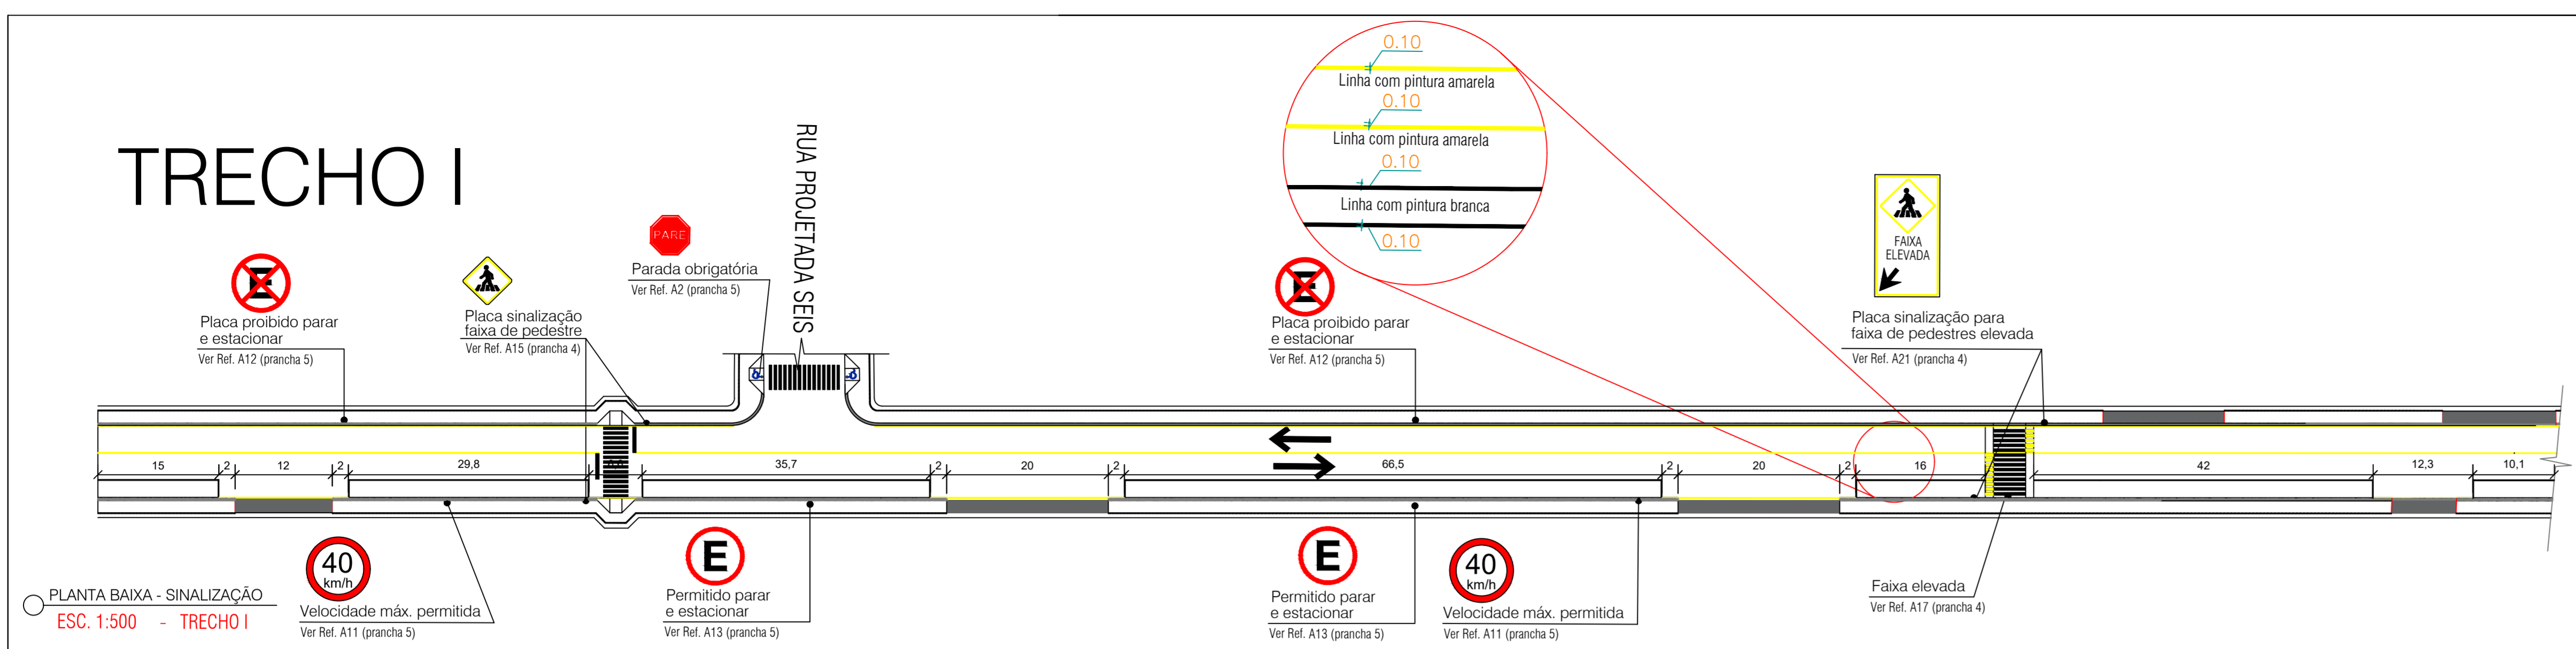 TRECHO I
RUA PROJETADA SEIS
0.10
Linha com pintura amarela
0.10
Linha com pintura amarela
0.10
Linha com pintura branca
0.10
E
Placa proibido parar
e estacionar
Ver Ref. A12 (prancha 5)
Placa sinalização
faixa de pedestre
Ver Ref. A15 (prancha 4)
PARE
Parada obrigatória
Ver Ref. A2 (prancha 5)
E
Placa proibido parar
e estacionar
Ver Ref. A12 (prancha 5)
FAIXA
ELEVADA
Placa sinalização para
faixa de pedestres elevada
Ver Ref. A21 (prancha 4)
15 2 12 2 29,8 35,7 2 20 2 66,5 2 20 2 16 42 12,3 10,1
40
km/h
Velocidade máx. permitida
Ver Ref. A11 (prancha 5)
E
Permitido parar
e estacionar
Ver Ref. A13 (prancha 5)
E
Permitido parar
e estacionar
Ver Ref. A13 (prancha 5)
40
km/h
Velocidade máx. permitida
Ver Ref. A11 (prancha 5)
Faixa elevada
Ver Ref. A17 (prancha 4)
PLANTA BAIXA - SINALIZAÇÃO
ESC. 1:500 - TRECHO I